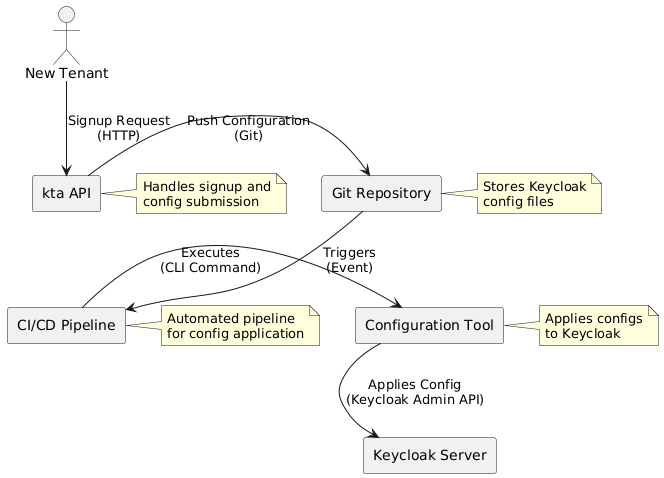 New Tenant
Signup Request
(HTTP)
Push Configuration
(Git)
kta API
Handles signup and
config submission
Git Repository
Stores Keycloak
config files
Executes
(CLI Command)
Triggers
(Event)
CI/CD Pipeline
Automated pipeline
for config application
Configuration Tool
Applies configs
to Keycloak
Applies Config
(Keycloak Admin API)
Keycloak Server